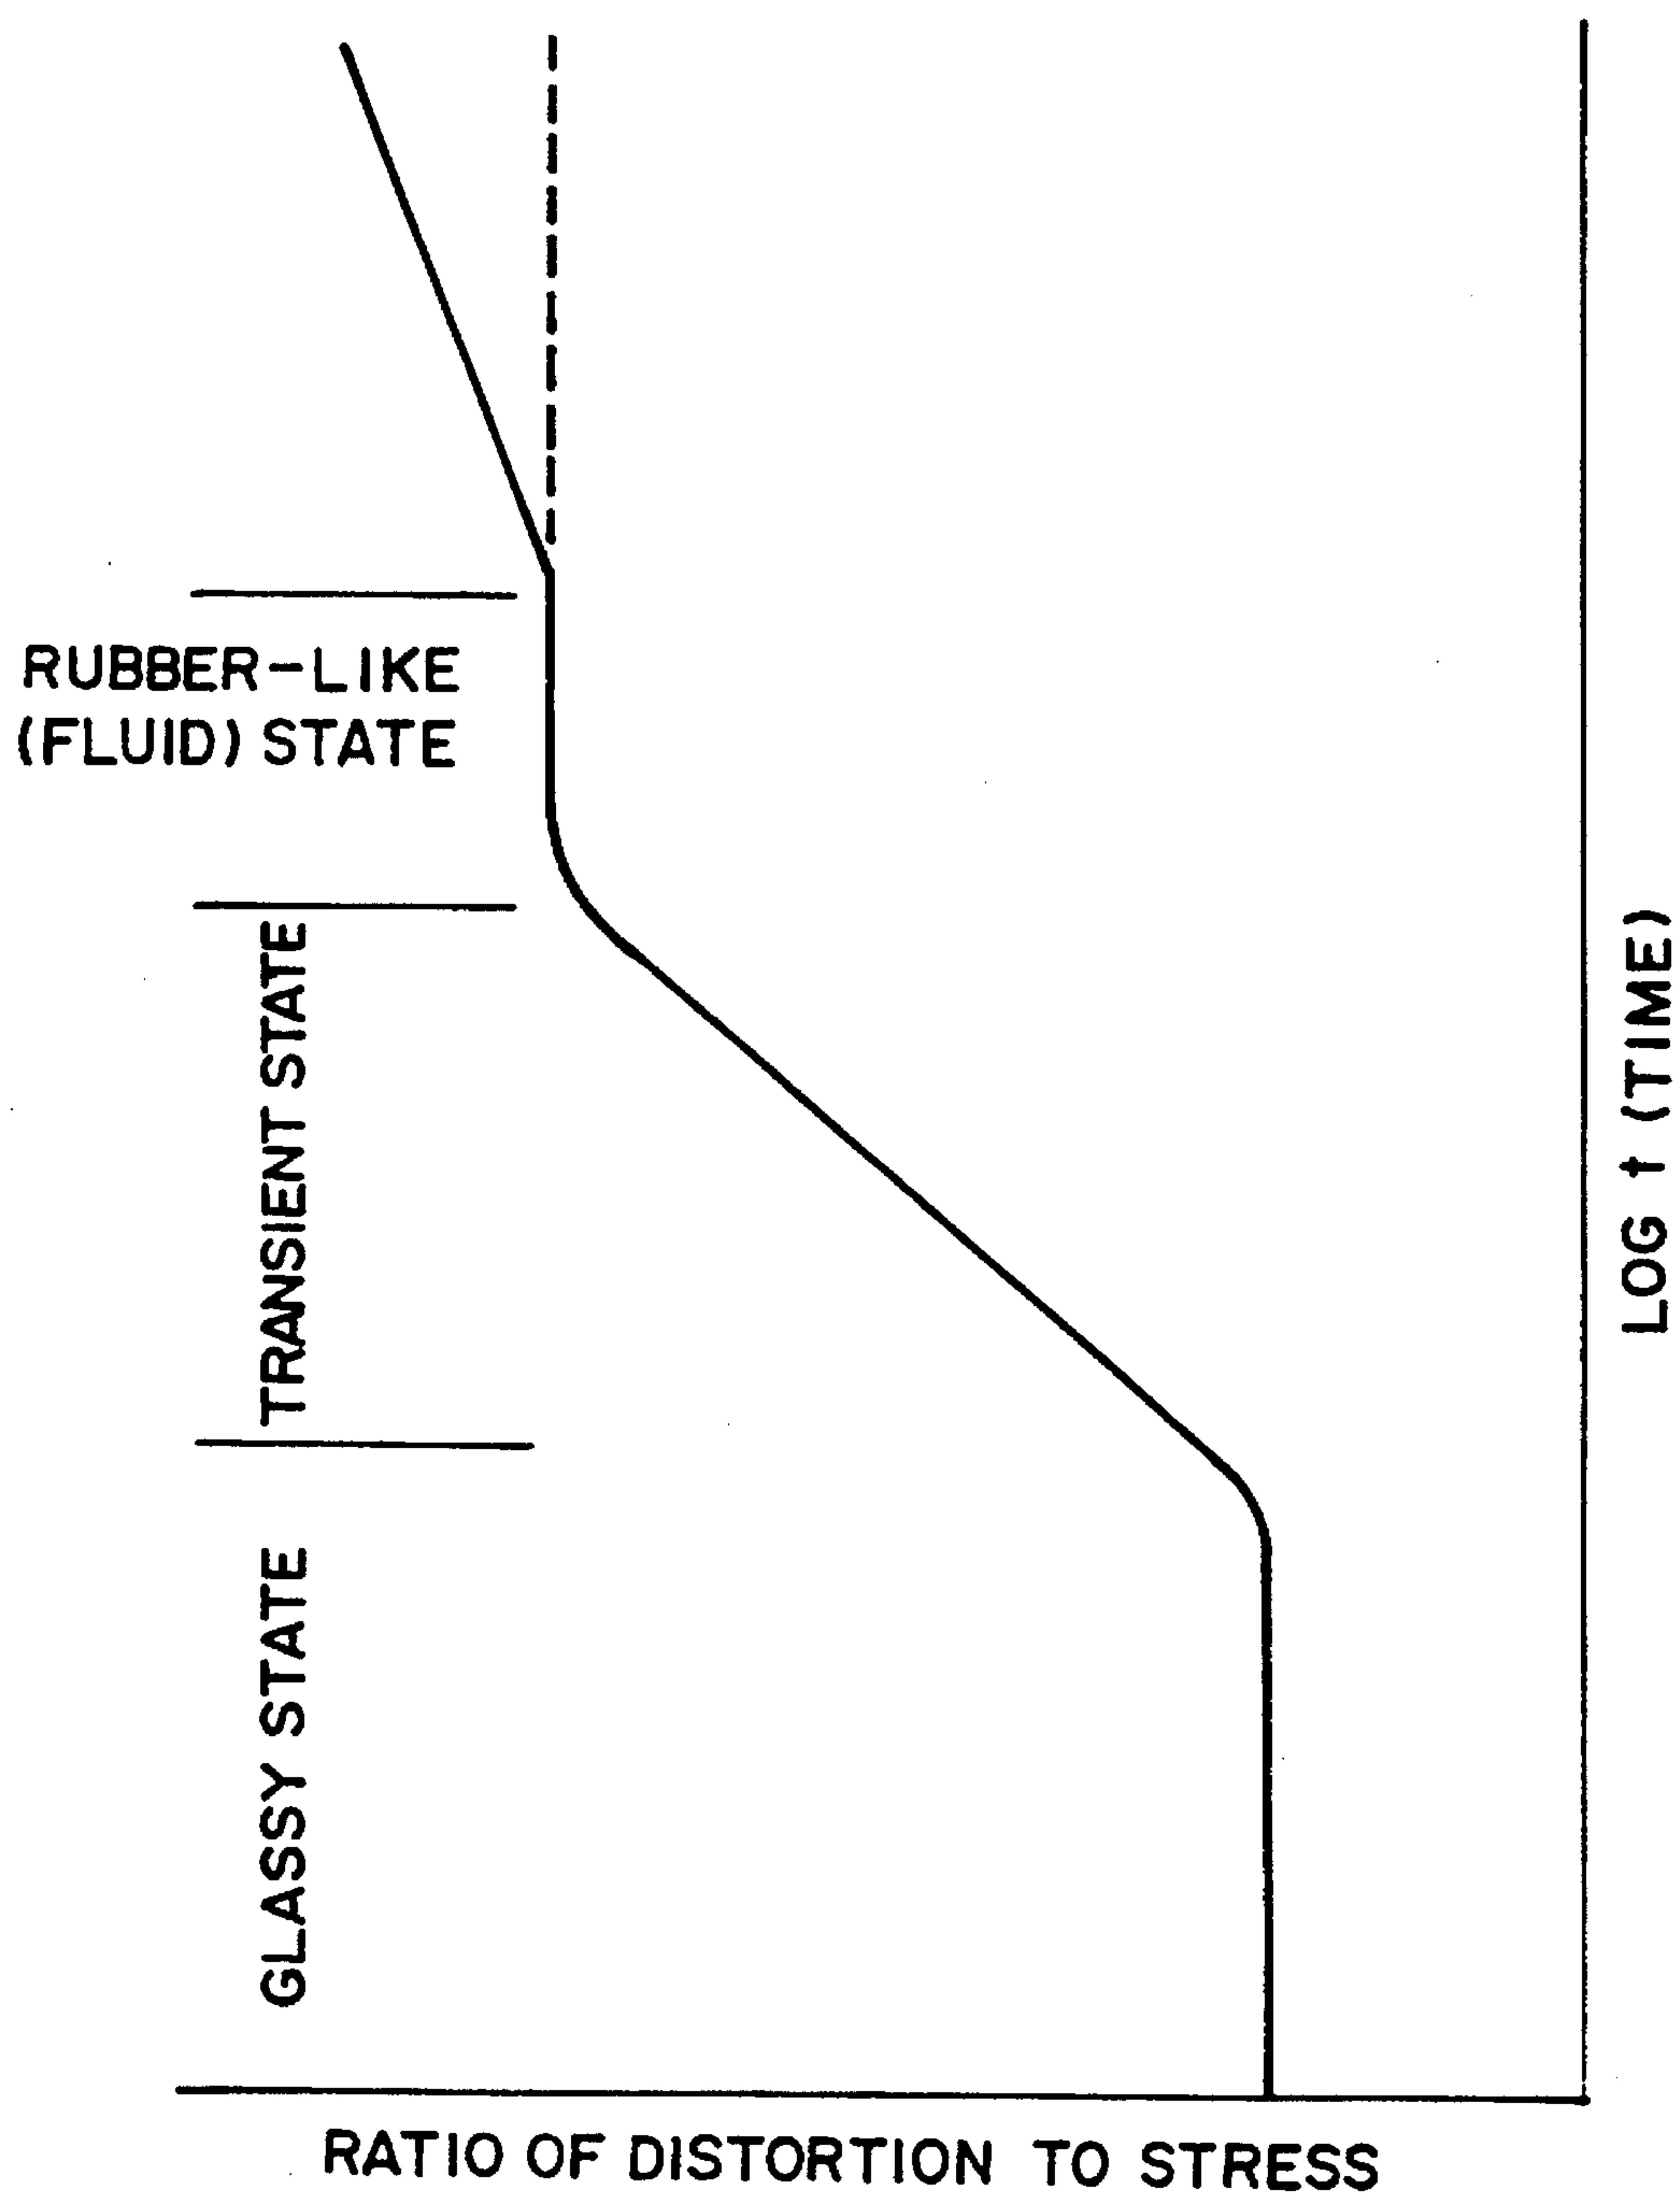 RUBBER-LIKE
(FLUID) STATE
TRANSIENT STATE
GLASSY STATE
LOG t (TIME)
RATIO OF DISTORTION TO STRESS